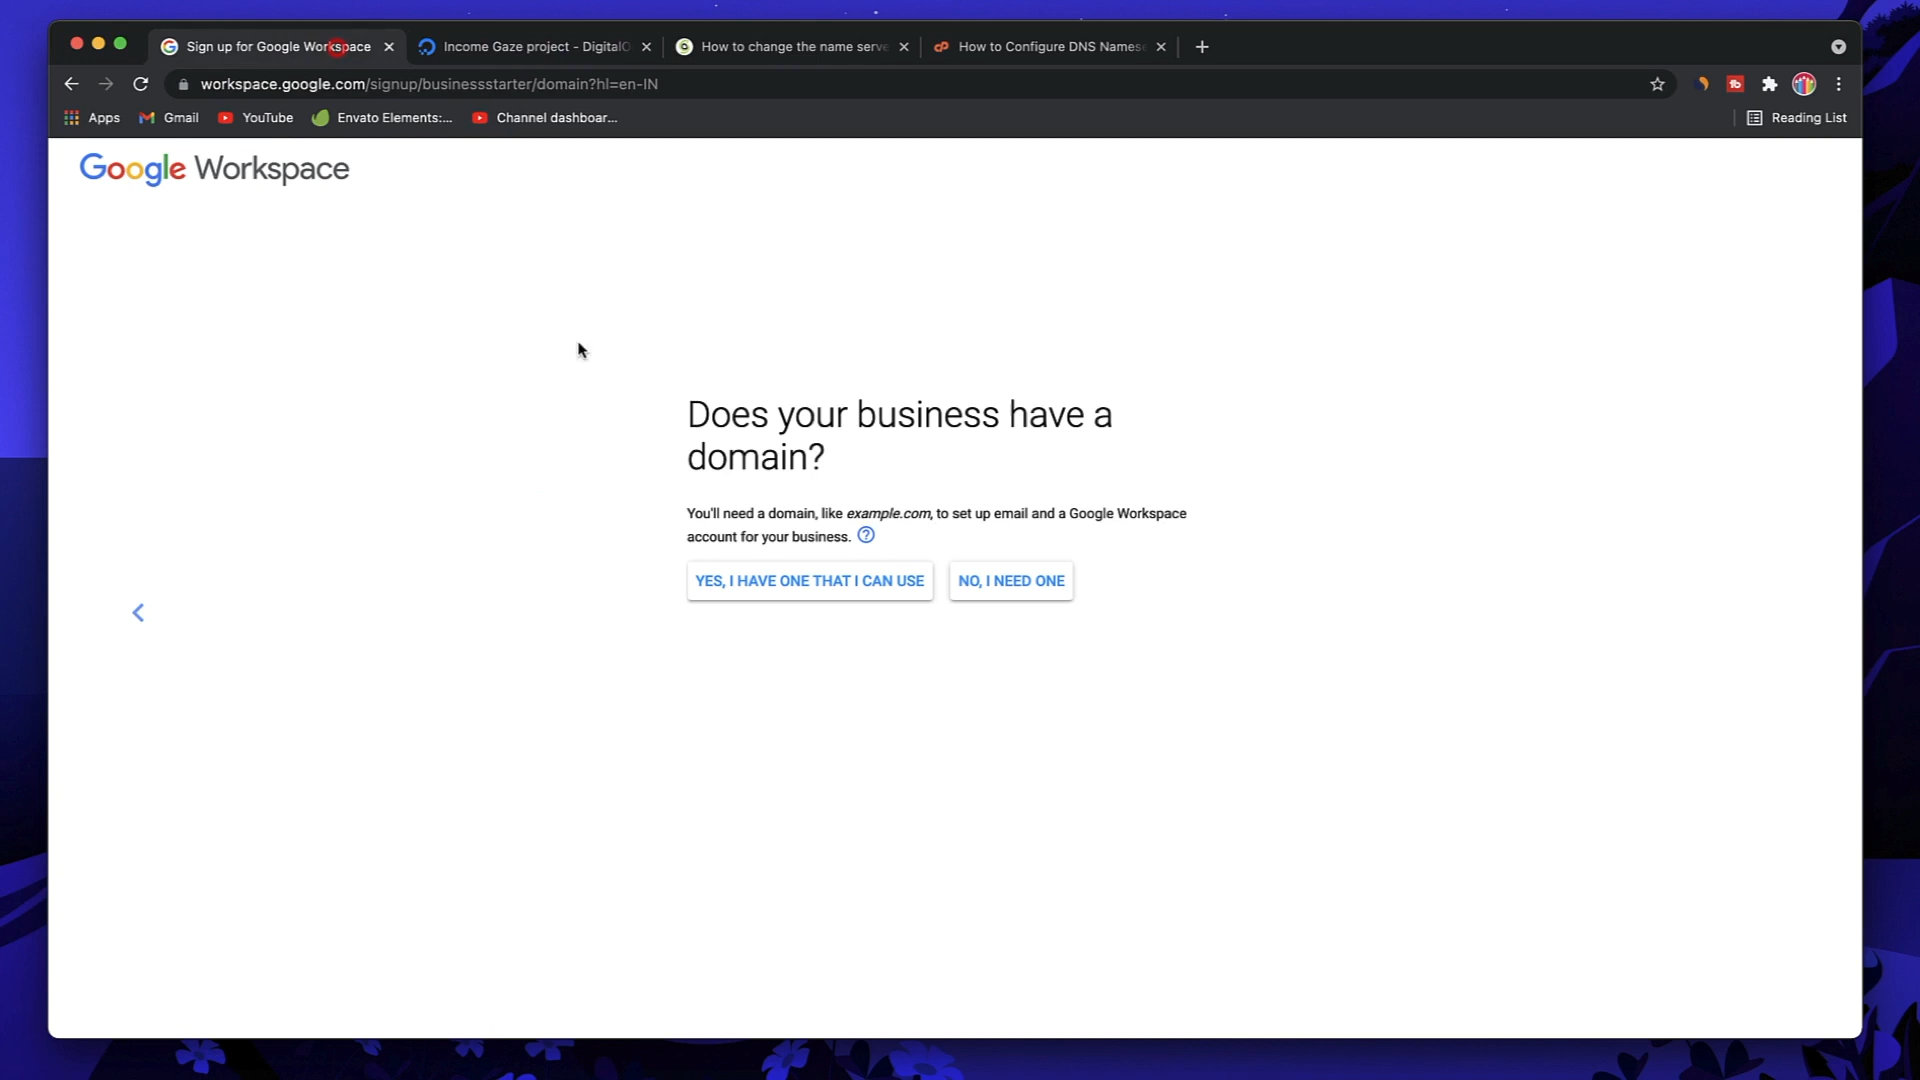 Sign up for Google Workspace
Income Gaze project - DigitalO
How to change the name serve
How to Configure DNS Namese
workspace.google.com/signup/businessstarter/domain?hl=en-IN
Apps
Gmail
YouTube
Envato Elements:...
Channel dashboar...
Reading List
Google Workspace
Does your business have a
domain?
You'll need a domain, like example.com, to set up email and a Google Workspace
account for your business.
YES, I HAVE ONE THAT I CAN USE
NO, I NEED ONE